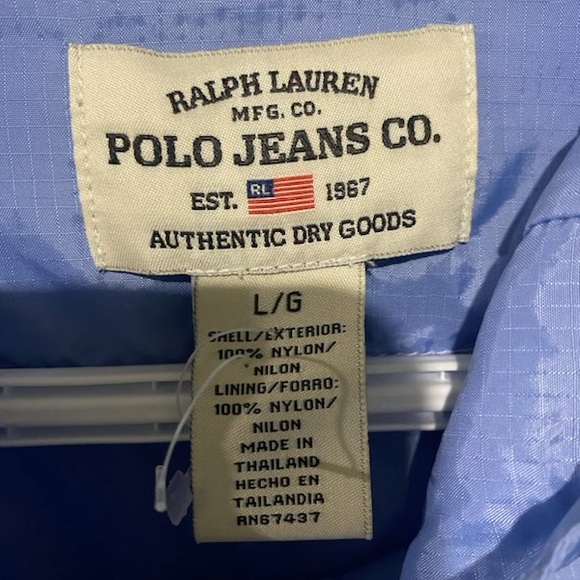 RALPH LAUREN
MFG. CO.
POLO JEANS CO.
EST. RL 1967
AUTHENTIC DRY GOODS
L/G
SHELL/EXTERIOR:
100% NYLON/
NILON
LINING/FORRO:
100% NYLON/
NILON
MADE IN
THAILAND
HECHO EN
TAILANDIA
RN67437